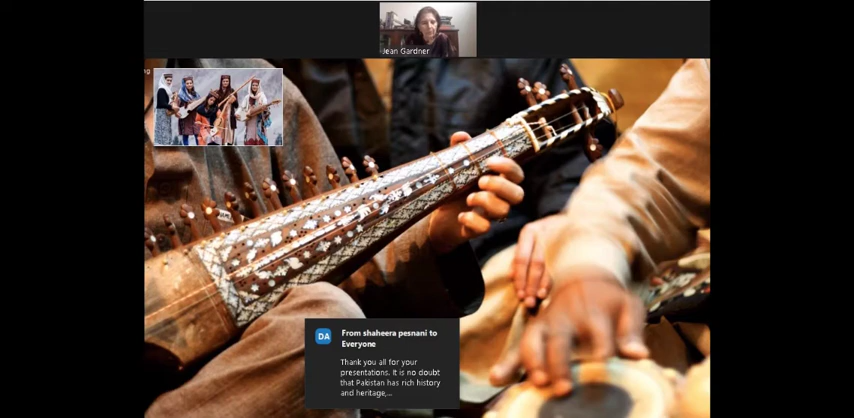 Jean Gardner
ng
DA
From shaheera pesnani to
Everyone
Thank you all for your
presentations. It is no doubt
that Pakistan has rich history
and heritage,...